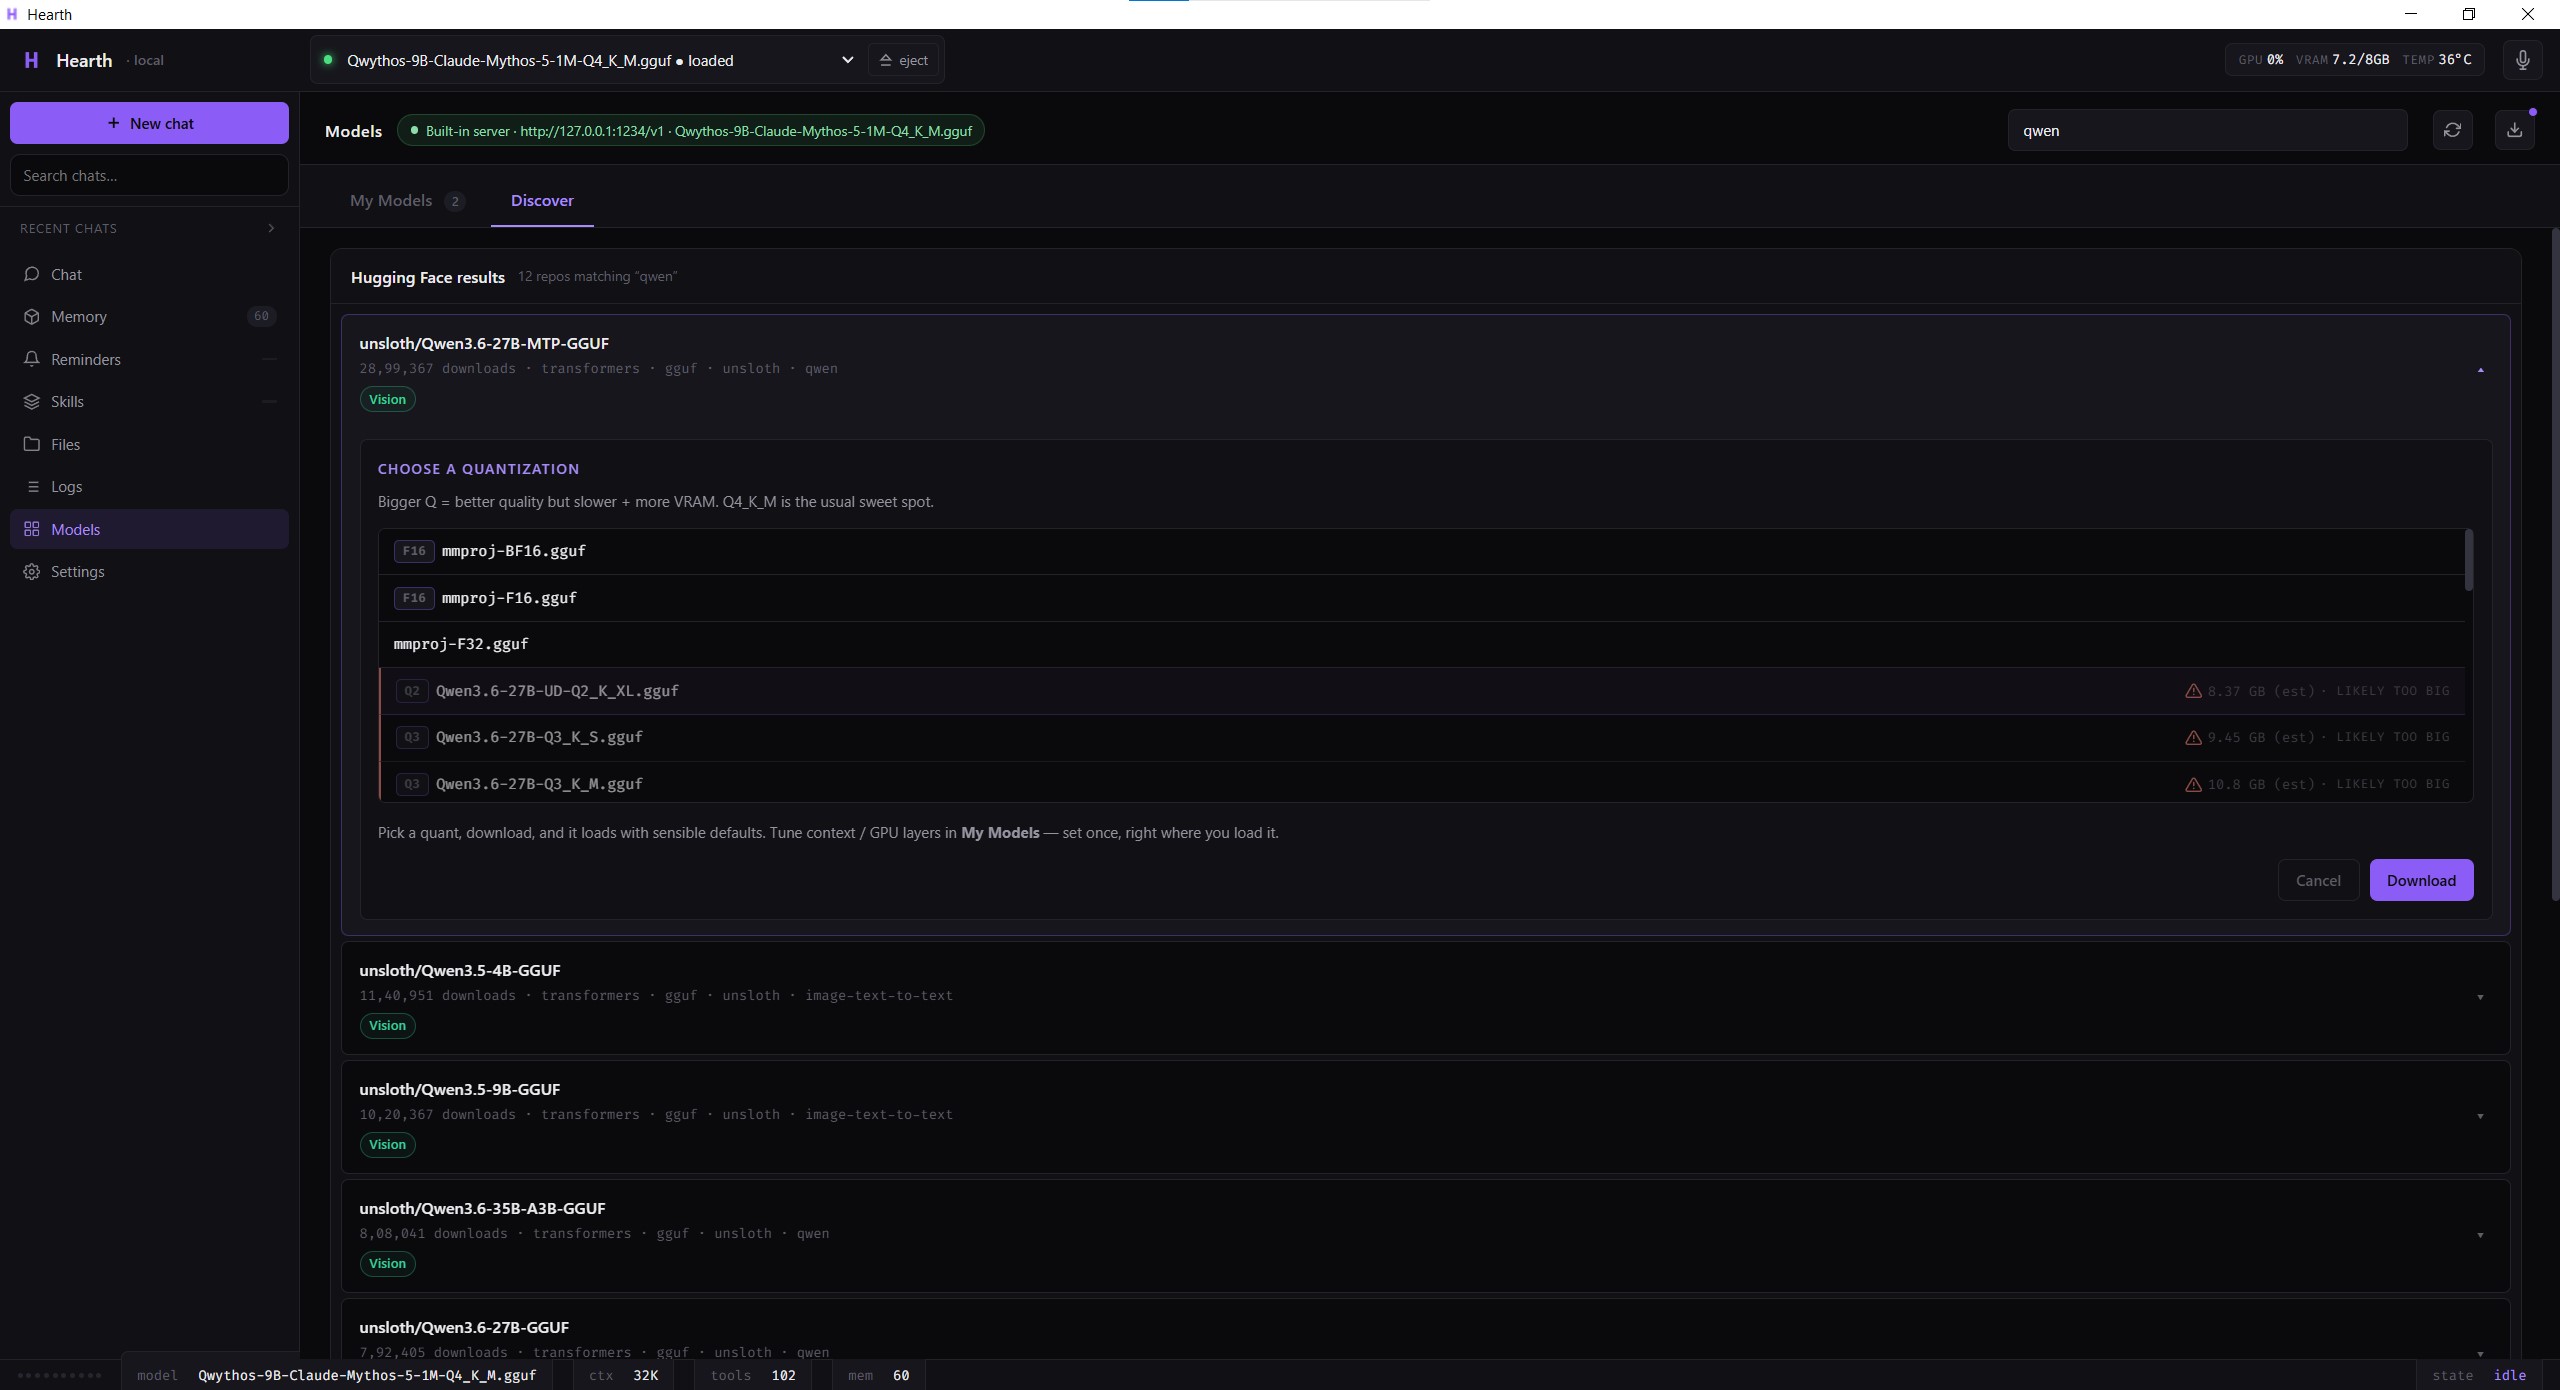 Hearth
Hearth · local
Qwythos-9B-Claude-Mythos-5-1M-Q4_K_M.gguf ● loaded
eject
GPU 0% VRAM 7.2/8GB TEMP 36°C
+ New chat
Search chats...
RECENT CHATS
Chat
Memory 60
Reminders
Skills
Files
Logs
Models
Settings
Models
Built-in server · http://127.0.0.1:1234/v1 · Qwythos-9B-Claude-Mythos-5-1M-Q4_K_M.gguf
qwen
My Models 2
Discover
Hugging Face results 12 repos matching “qwen”
unsloth/Qwen3.6-27B-MTP-GGUF
28,99,367 downloads · transformers · gguf · unsloth · qwen
Vision
CHOOSE A QUANTIZATION
Bigger Q = better quality but slower + more VRAM. Q4_K_M is the usual sweet spot.
F16 mmproj-BF16.gguf
F16 mmproj-F16.gguf
mmproj-F32.gguf
Q2 Qwen3.6-27B-UD-Q2_K_XL.gguf 8.37 GB (est) · LIKELY TOO BIG
Q3 Qwen3.6-27B-Q3_K_S.gguf 9.45 GB (est) · LIKELY TOO BIG
Q3 Qwen3.6-27B-Q3_K_M.gguf 10.8 GB (est) · LIKELY TOO BIG
Pick a quant, download, and it loads with sensible defaults. Tune context / GPU layers in My Models — set once, right where you load it.
Cancel
Download
unsloth/Qwen3.5-4B-GGUF
11,40,951 downloads · transformers · gguf · unsloth · image-text-to-text
Vision
unsloth/Qwen3.5-9B-GGUF
10,20,367 downloads · transformers · gguf · unsloth · image-text-to-text
Vision
unsloth/Qwen3.6-35B-A3B-GGUF
8,08,041 downloads · transformers · gguf · unsloth · qwen
Vision
unsloth/Qwen3.6-27B-GGUF
7,92,405 downloads · transformers · gguf · unsloth · qwen
model Qwythos-9B-Claude-Mythos-5-1M-Q4_K_M.gguf ctx 32K tools 102 mem 60 state idle